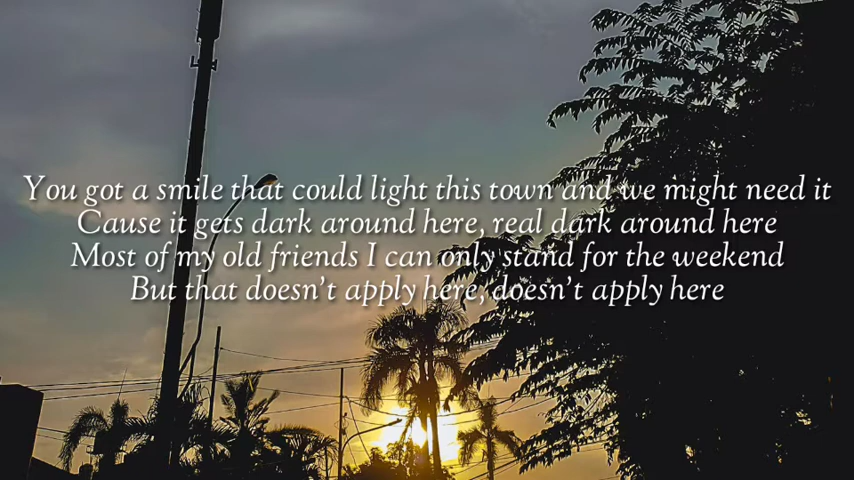 You got a smile that could light this town and we might need it
Cause it gets dark around here, real dark around here
Most of my old friends I can only stand for the weekend
But that doesn't apply here, doesn't apply here